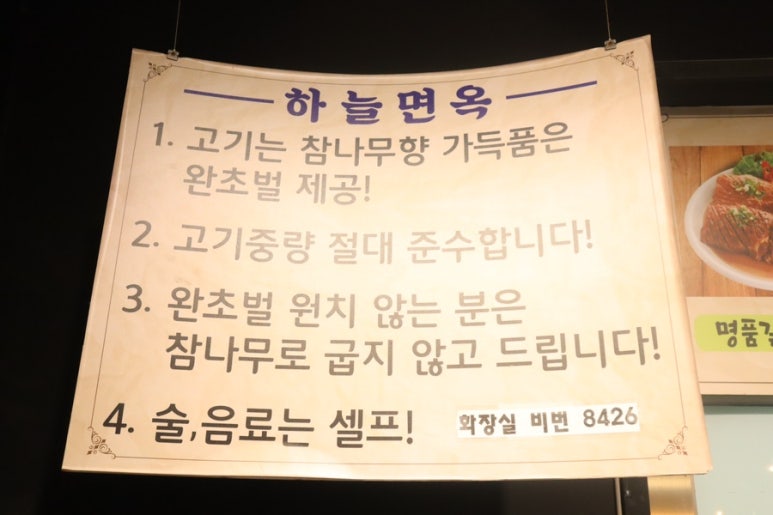 하늘면옥
1. 고기는 참나무향 가득품은
완초벌 제공!
2. 고기중량 절대 준수합니다!
3. 완초벌 원치 않는 분은
참나무로 굽지 않고 드립니다!
4. 술,음료는 셀프!
화장실 비번 8426
명품